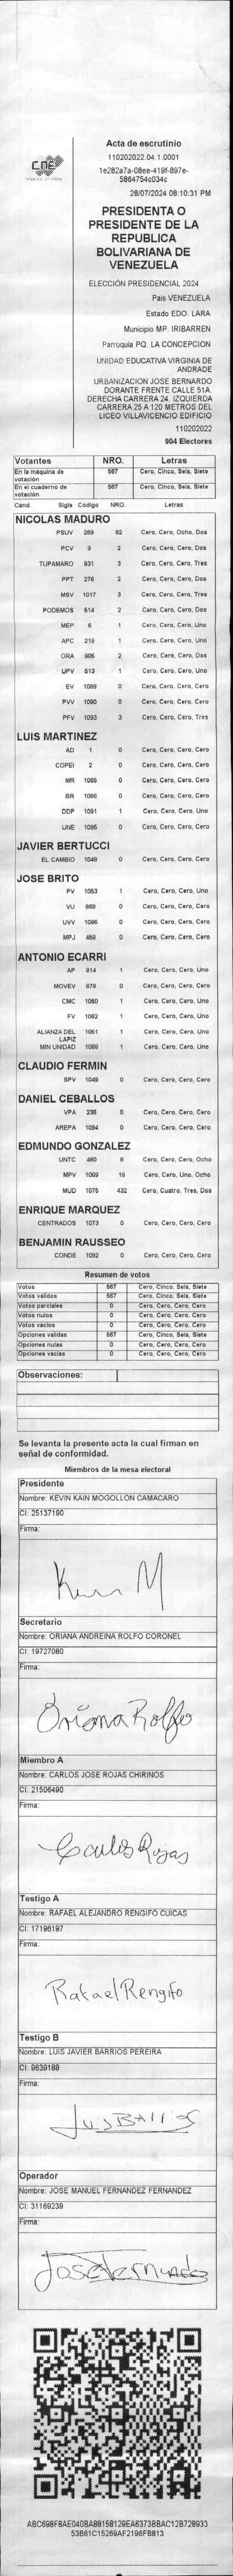 CNE
Acta de escrutinio
110202022.04.1.0001
1e282a7a-08ee-419f-897e-
5864754c034c
28/07/2024 08:10:31 PM
PRESIDENTA O
PRESIDENTE DE LA
REPUBLICA
BOLIVARIANA DE
VENEZUELA
ELECCIÓN PRESIDENCIAL 2024
País VENEZUELA
Estado EDO. LARA
Municipio MP. IRIBARREN
Parroquia PQ. LA CONCEPCION
UNIDAD EDUCATIVA VIRGINIA DE
ANDRADE
URBANIZACION JOSE BERNARDO
DORANTE FRENTE CALLE 51A.
DERECHA CARRERA 24. IZQUIERDA
CARRERA 25 A 120 METROS DEL
LICEO VILLAVICENCIO EDIFICIO
110202022
904 Electores
Votantes NRO. Letras
En la máquina de votación 567 Cero, Cinco, Seis, Siete
En el cuaderno de votación 567 Cero, Cinco, Seis, Siete
Cand. Sigla Código NRO. Letras
NICOLAS MADURO
PSUV 269 82 Cero, Cero, Ocho, Dos
PCV 9 2 Cero, Cero, Cero, Dos
TUPAMARO 931 3 Cero, Cero, Cero, Tres
PPT 276 2 Cero, Cero, Cero, Dos
MSV 1017 3 Cero, Cero, Cero, Tres
PODEMOS 514 2 Cero, Cero, Cero, Dos
MEP 6 1 Cero, Cero, Cero, Uno
APC 219 1 Cero, Cero, Cero, Uno
ORA 906 2 Cero, Cero, Cero, Dos
UPV 513 1 Cero, Cero, Cero, Uno
EV 1089 0 Cero, Cero, Cero, Cero
PVV 1090 0 Cero, Cero, Cero, Cero
PFV 1093 3 Cero, Cero, Cero, Tres
LUIS MARTINEZ
AD 1 0 Cero, Cero, Cero, Cero
COPEI 2 0 Cero, Cero, Cero, Cero
MR 1065 0 Cero, Cero, Cero, Cero
BR 1066 0 Cero, Cero, Cero, Cero
DDP 1091 1 Cero, Cero, Cero, Uno
UNE 1095 0 Cero, Cero, Cero, Cero
JAVIER BERTUCCI
EL CAMBIO 1048 0 Cero, Cero, Cero, Cero
JOSE BRITO
PV 1053 1 Cero, Cero, Cero, Uno
VU 868 0 Cero, Cero, Cero, Cero
UVV 1096 0 Cero, Cero, Cero, Cero
MPJ 458 0 Cero, Cero, Cero, Cero
ANTONIO ECARRI
AP 914 1 Cero, Cero, Cero, Uno
MOVEV 979 0 Cero, Cero, Cero, Cero
CMC 1050 1 Cero, Cero, Cero, Uno
FV 1062 1 Cero, Cero, Cero, Uno
ALIANZA DEL LAPIZ 1051 1 Cero, Cero, Cero, Uno
MIN UNIDAD 1068 1 Cero, Cero, Cero, Uno
CLAUDIO FERMIN
SPV 1049 0 Cero, Cero, Cero, Cero
DANIEL CEBALLOS
VPA 236 0 Cero, Cero, Cero, Cero
AREPA 1094 0 Cero, Cero, Cero, Cero
EDMUNDO GONZALEZ
UNTC 460 8 Cero, Cero, Cero, Ocho
MPV 1069 18 Cero, Cero, Uno, Ocho
MUD 1075 432 Cero, Cuatro, Tres, Dos
ENRIQUE MARQUEZ
CENTRADOS 1073 0 Cero, Cero, Cero, Cero
BENJAMIN RAUSSEO
CONDE 1092 0 Cero, Cero, Cero, Cero
Resumen de votos
Votos 567 Cero, Cinco, Seis, Siete
Votos validos 567 Cero, Cinco, Seis, Siete
Votos parciales 0 Cero, Cero, Cero, Cero
Votos nulos 0 Cero, Cero, Cero, Cero
Votos vacios 0 Cero, Cero, Cero, Cero
Opciones validas 567 Cero, Cinco, Seis, Siete
Opciones nulas 0 Cero, Cero, Cero, Cero
Opciones vacias 0 Cero, Cero, Cero, Cero
Observaciones:
Se levanta la presente acta la cual firman en
señal de conformidad.
Miembros de la mesa electoral
Presidente
Nombre: KEVIN KAIN MOGOLLON CAMACARO
CI: 25137190
Firma:
Kevin M
Secretario
Nombre: ORIANA ANDREINA ROLFO CORONEL
CI: 19727080
Firma:
Oriana Rolfo
Miembro A
Nombre: CARLOS JOSE ROJAS CHIRINOS
CI: 21506490
Firma:
Carlos Rojas
Testigo A
Nombre: RAFAEL ALEJANDRO RENGIFO CUICAS
CI: 17196197
Firma:
Rafael Rengifo
Testigo B
Nombre: LUIS JAVIER BARRIOS PEREIRA
CI: 9639188
Firma:
Operador
Nombre: JOSE MANUEL FERNANDEZ FERNANDEZ
CI: 31169239
Firma:
Jose Fernandez
ABC698F8AE040BA88158129EA6373BBAC12B728933
53B61C15269AF2196FB813